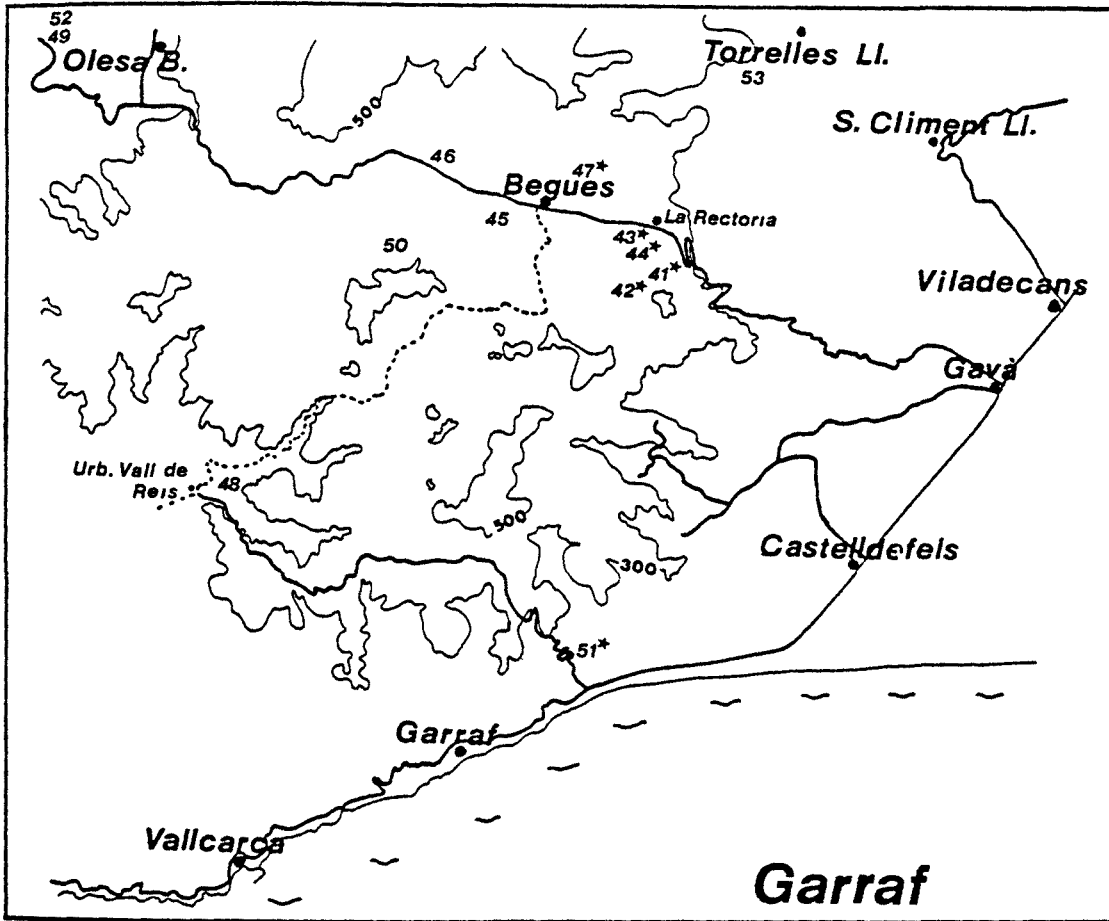 52
49
Olesa B.
Torrelles Ll.
53
500
S. Climent Ll.
46
47*
Begues
45
La Rectoria
43*
44*
50
41*
42*
Viladecans
Gavà
Urb. Vall de
Reis
48
500
Castelldefels
300
51*
Garraf
Vallcarca
Garraf